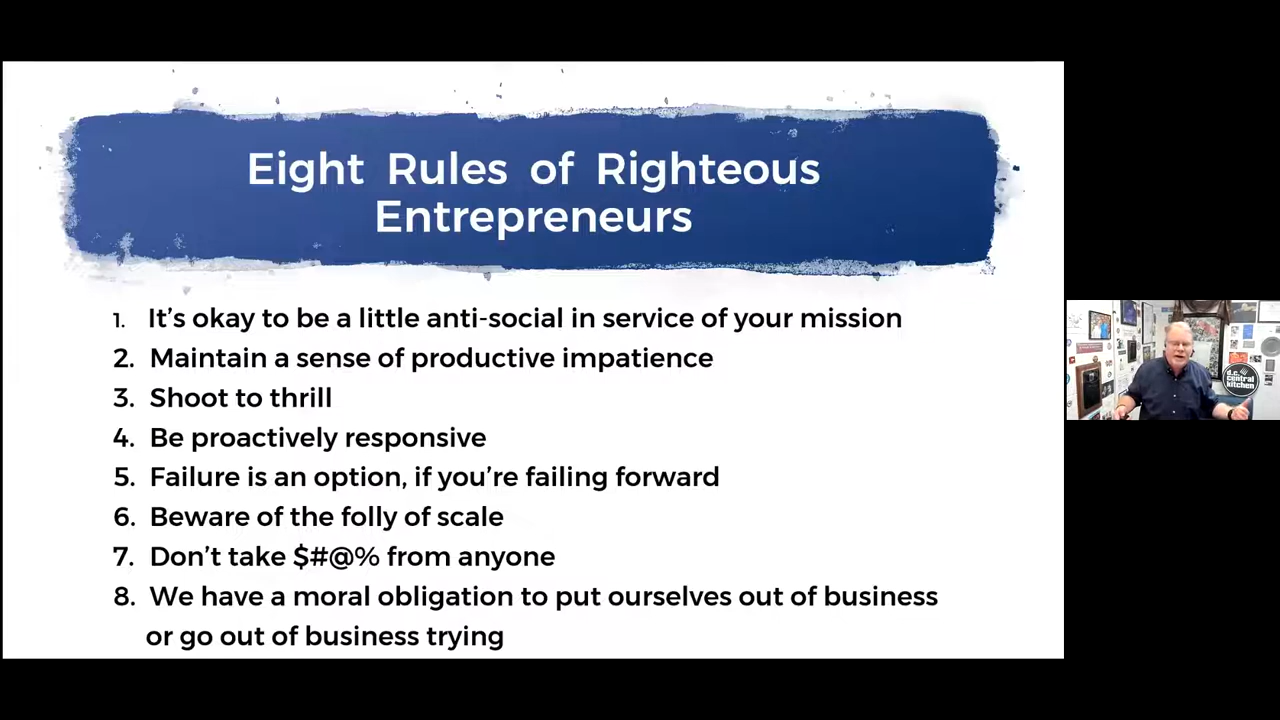 Eight Rules of Righteous
Entrepreneurs
1. It's okay to be a little anti-social in service of your mission
2. Maintain a sense of productive impatience
3. Shoot to thrill
4. Be proactively responsive
5. Failure is an option, if you're failing forward
6. Beware of the folly of scale
7. Don't take $#@% from anyone
8. We have a moral obligation to put ourselves out of business
or go out of business trying
d.c.
central
kitchen